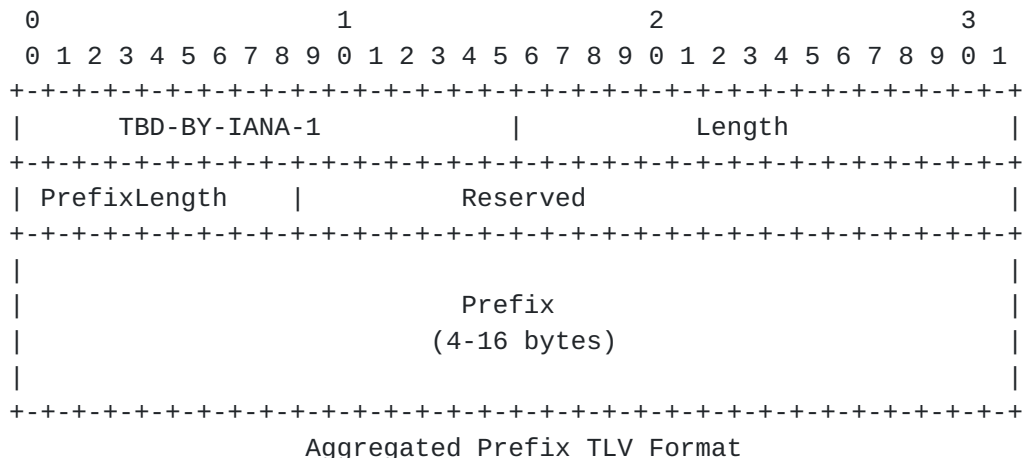 0                   1                   2                   3
0 1 2 3 4 5 6 7 8 9 0 1 2 3 4 5 6 7 8 9 0 1 2 3 4 5 6 7 8 9 0 1
+-+-+-+-+-+-+-+-+-+-+-+-+-+-+-+-+-+-+-+-+-+-+-+-+-+-+-+-+-+-+-+-+
|      TBD-BY-IANA-1            |           Length              |
+-+-+-+-+-+-+-+-+-+-+-+-+-+-+-+-+-+-+-+-+-+-+-+-+-+-+-+-+-+-+-+-+
| PrefixLength    |          Reserved                           |
+-+-+-+-+-+-+-+-+-+-+-+-+-+-+-+-+-+-+-+-+-+-+-+-+-+-+-+-+-+-+-+-+
|                                                               |
|                            Prefix                             |
|                          (4-16 bytes)                         |
|                                                               |
+-+-+-+-+-+-+-+-+-+-+-+-+-+-+-+-+-+-+-+-+-+-+-+-+-+-+-+-+-+-+-+-+
Aggregated Prefix TLV Format